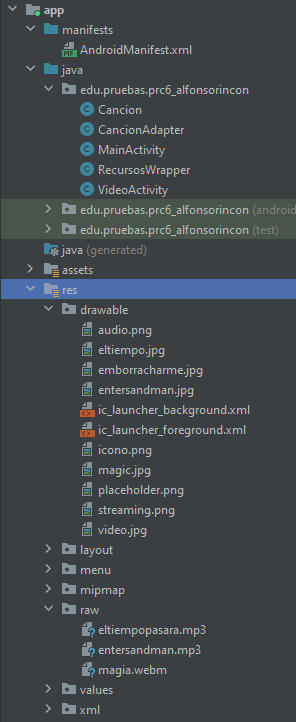 app
manifests
AndroidManifest.xml
java
edu.pruebas.prc6_alfonsorincon
Cancion
CancionAdapter
MainActivity
RecursosWrapper
VideoActivity
edu.pruebas.prc6_alfonsorincon (android
edu.pruebas.prc6_alfonsorincon (test)
java (generated)
assets
res
drawable
audio.png
eltiempo.jpg
emborracharme.jpg
entersandman.jpg
ic_launcher_background.xml
ic_launcher_foreground.xml
icono.png
magic.jpg
placeholder.png
streaming.png
video.jpg
layout
menu
mipmap
raw
eltiempopasara.mp3
entersandman.mp3
magia.webm
values
xml